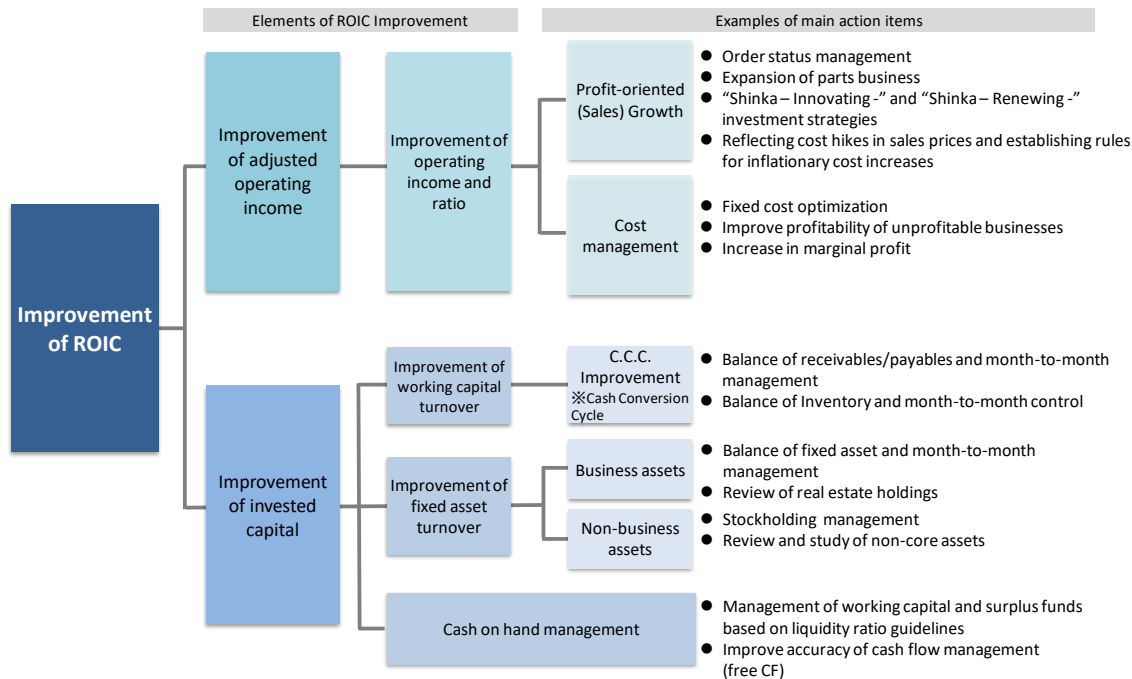 Elements of ROIC Improvement
Examples of main action items
Improvement
of ROIC
Improvement
of adjusted
operating
income
Improvement of
operating
income and
ratio
Profit-oriented
(Sales) Growth
● Order status management
● Expansion of parts business
● “Shinka – Innovating -” and “Shinka – Renewing -”
investment strategies
● Reflecting cost hikes in sales prices and establishing rules
for inflationary cost increases
Cost
management
● Fixed cost optimization
● Improve profitability of unprofitable businesses
● Increase in marginal profit
Improvement
of invested
capital
Improvement of
working capital
turnover
C.C.C.
Improvement
※Cash Conversion
Cycle
● Balance of receivables/payables and month-to-month
management
● Balance of Inventory and month-to-month control
Improvement of
fixed asset
turnover
Business assets
● Balance of fixed asset and month-to-month
management
● Review of real estate holdings
Non-business
assets
● Stockholding management
● Review and study of non-core assets
Cash on hand management
● Management of working capital and surplus funds
based on liquidity ratio guidelines
● Improve accuracy of cash flow management
(free CF)